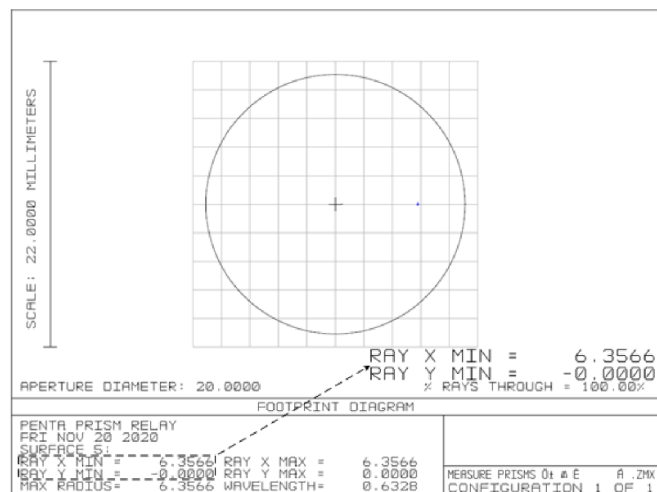 SCALE: 22.0000 MILLIMETERS
RAY X MIN = 6.3566
RAY Y MIN = -0.0000
APERTURE DIAMETER: 20.0000 % RAYS THROUGH = 100.00%
FOOTPRINT DIAGRAM
PENTA PRISM RELAY
FRI NOV 20 2020
SURFACE 5:
RAY X MIN = 6.3566 RAY X MAX = 6.3566
RAY Y MIN = -0.0000 RAY Y MAX = 0.0000
MAX RADIUS= 6.3566 WAVELENGTH= 0.6328
MEASURE PRISMS .ZMX
CONFIGURATION 1 OF 1